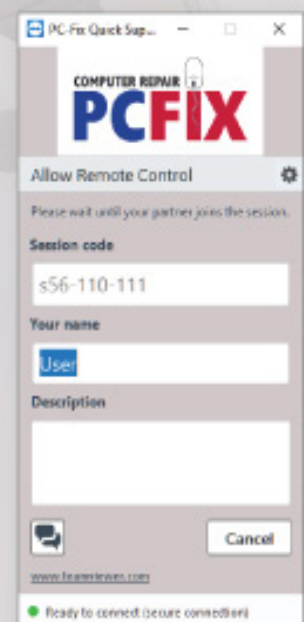 PC-Fix Quick Sup...
COMPUTER REPAIR
PCFIX
Allow Remote Control
Please wait until your partner joins the session.
Session code
s56-110-111
Your name
User
Description
Cancel
www.teamviewer.com
Ready to connect (secure connection)